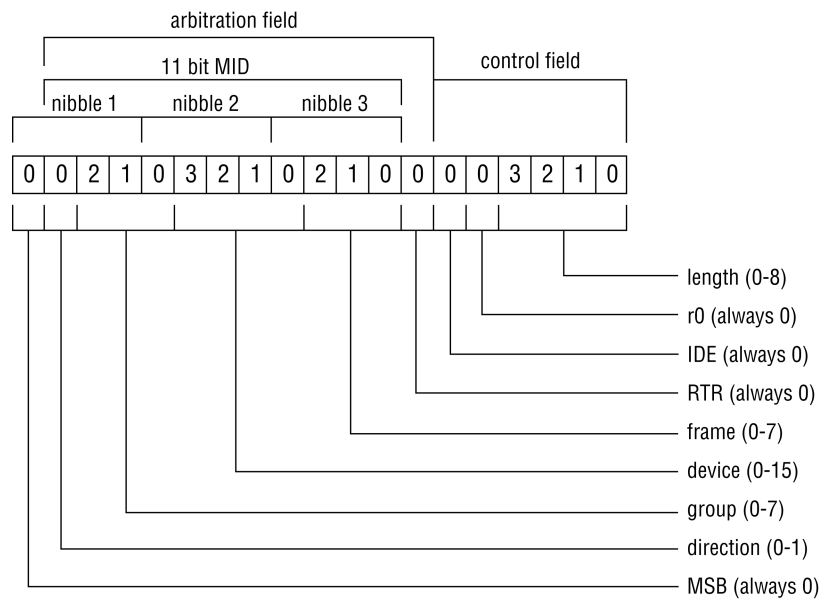 arbitration field
control field
11 bit MID
nibble 1 nibble 2 nibble 3
0 0 2 1 0 3 2 1 0 2 1 0 0 0 0 3 2 1 0
length (0-8)
r0 (always 0)
IDE (always 0)
RTR (always 0)
frame (0-7)
device (0-15)
group (0-7)
direction (0-1)
MSB (always 0)